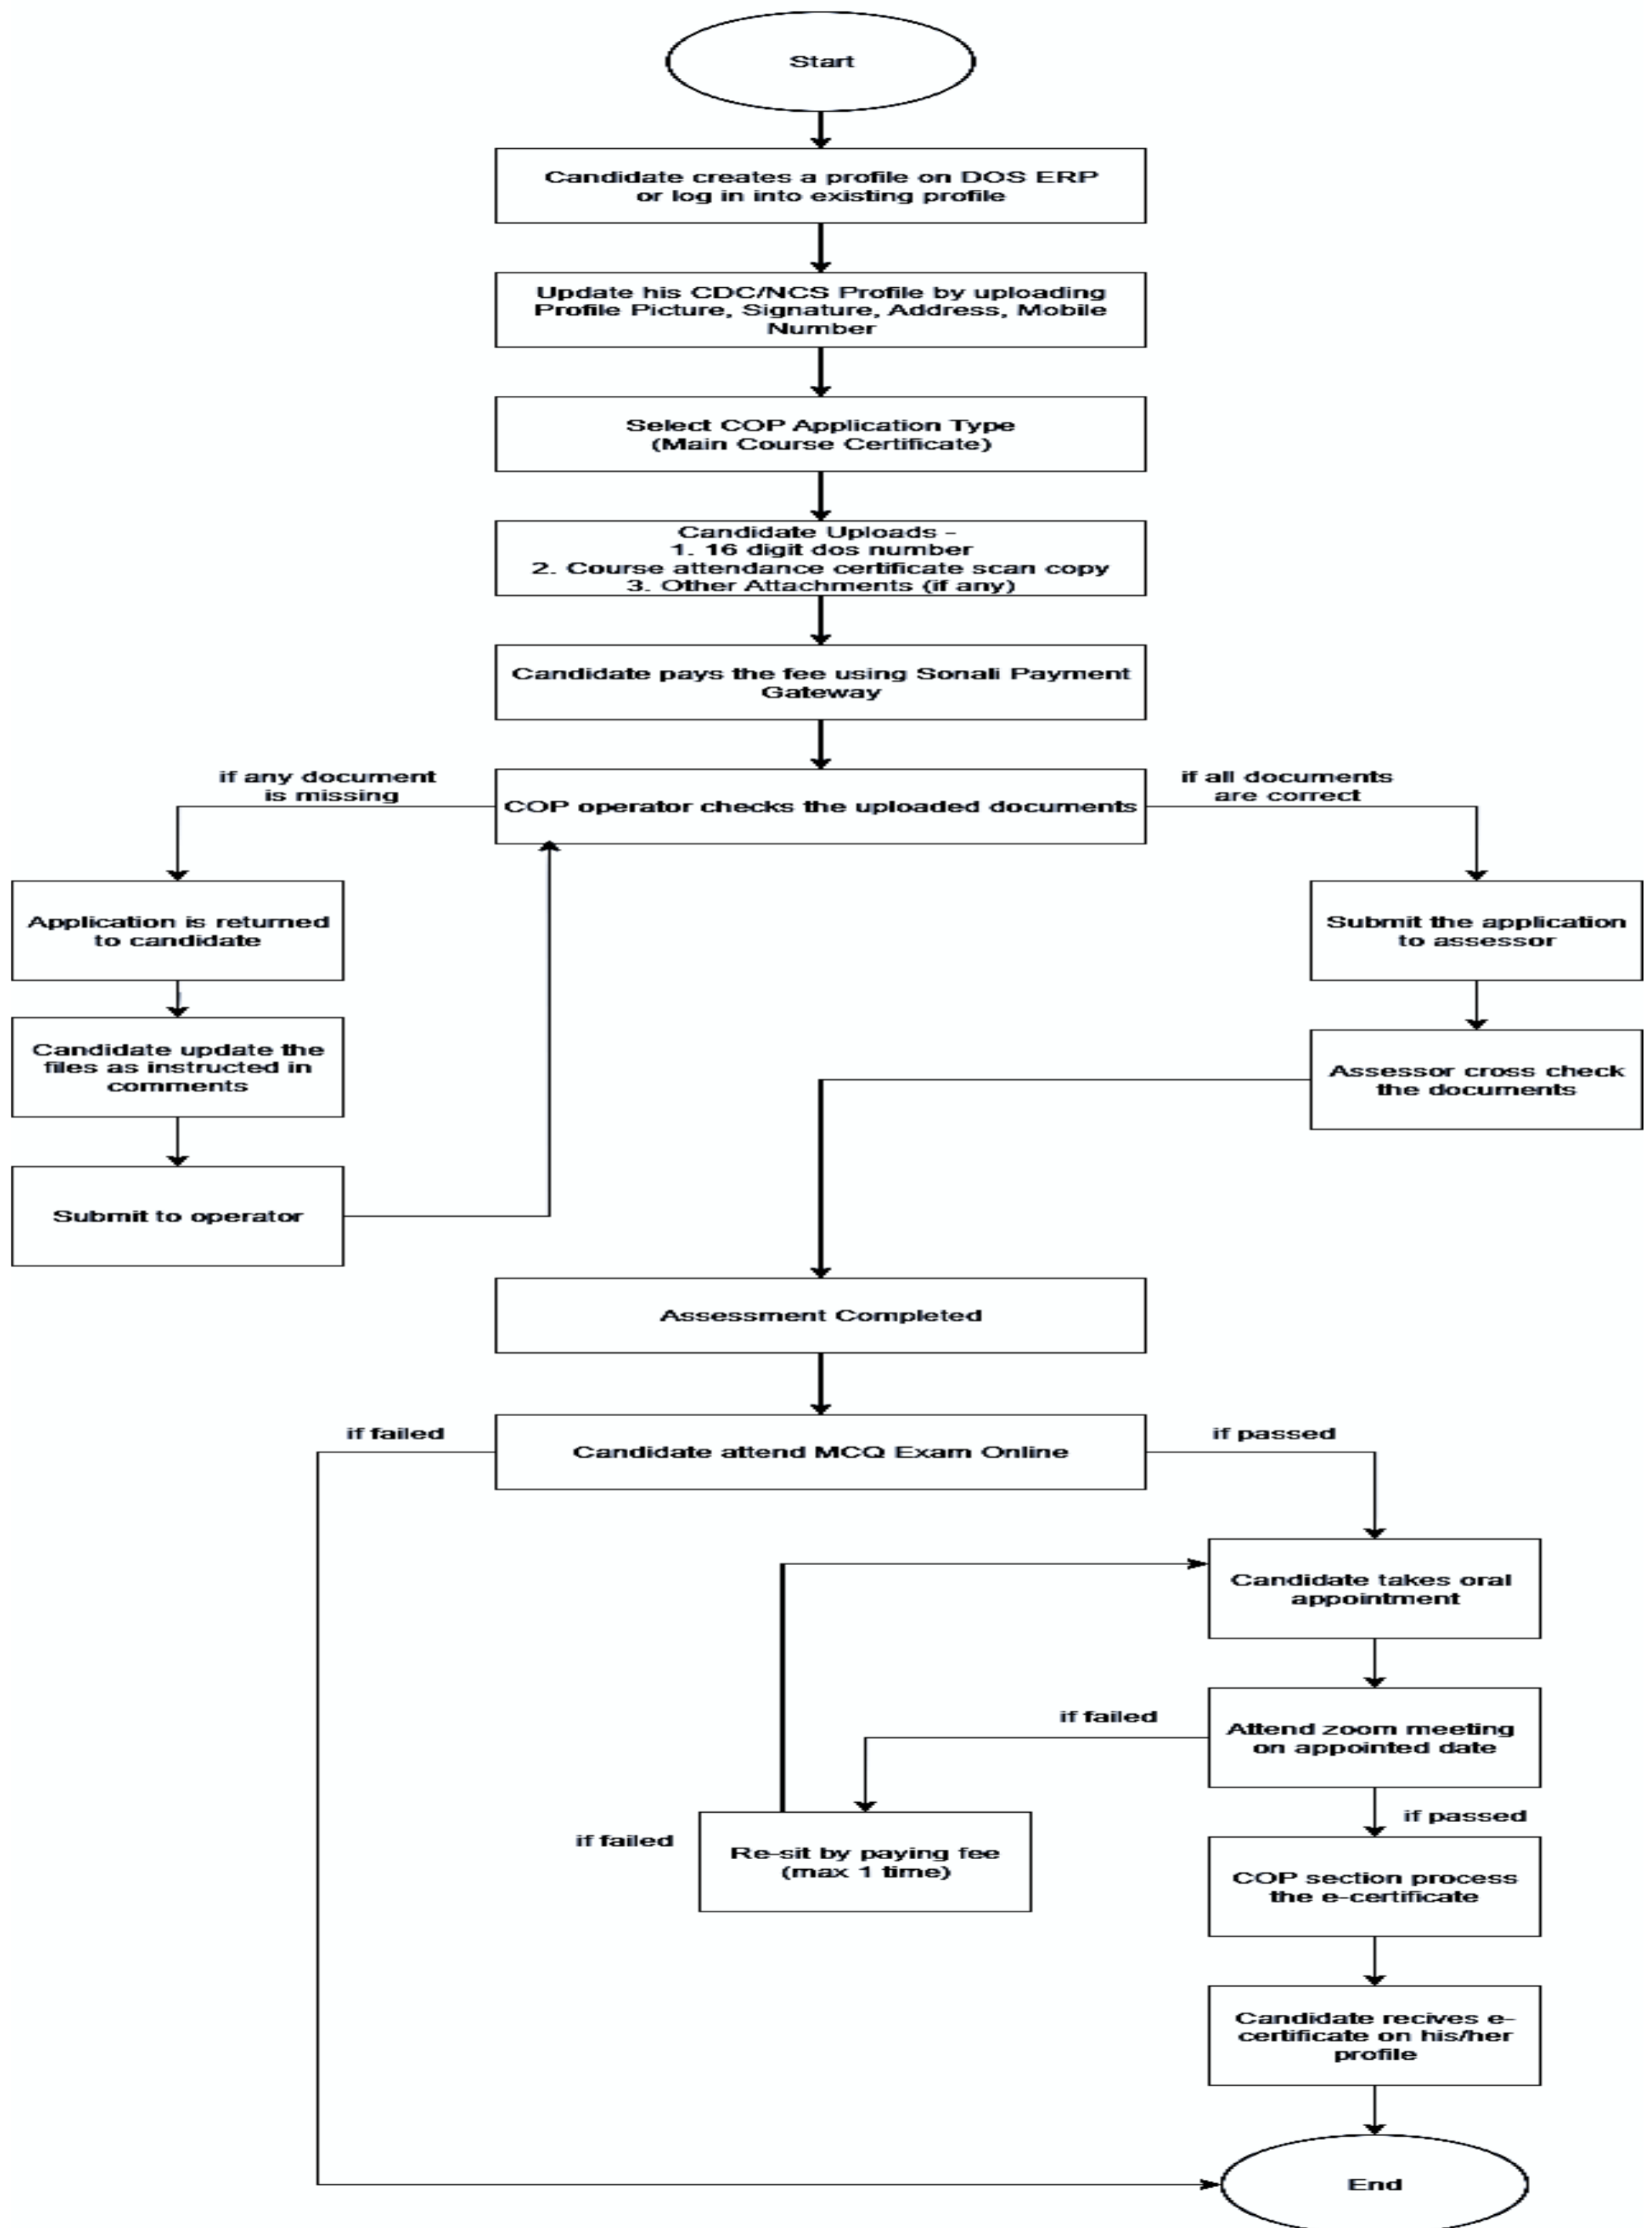 Start
Candidate creates a profile on DOS ERP
or log in into existing profile
Update his CDC/NCS Profile by uploading
Profile Picture, Signature, Address, Mobile
Number
Select COP Application Type
(Main Course Certificate)
Candidate Uploads -
1. 16 digit dos number
2. Course attendance certificate scan copy
3. Other Attachments (if any)
Candidate pays the fee using Sonali Payment
Gateway
if any document
is missing
COP operator checks the uploaded documents
if all documents
are correct
Application is returned
to candidate
Submit the application
to assessor
Candidate update the
files as instructed in
comments
Assessor cross check
the documents
Submit to operator
Assessment Completed
if failed
Candidate attend MCQ Exam Online
if passed
Candidate takes oral
appointment
if failed
Attend zoom meeting
on appointed date
if passed
if failed
Re-sit by paying fee
(max 1 time)
COP section process
the e-certificate
Candidate recives e-
certificate on his/her
profile
End